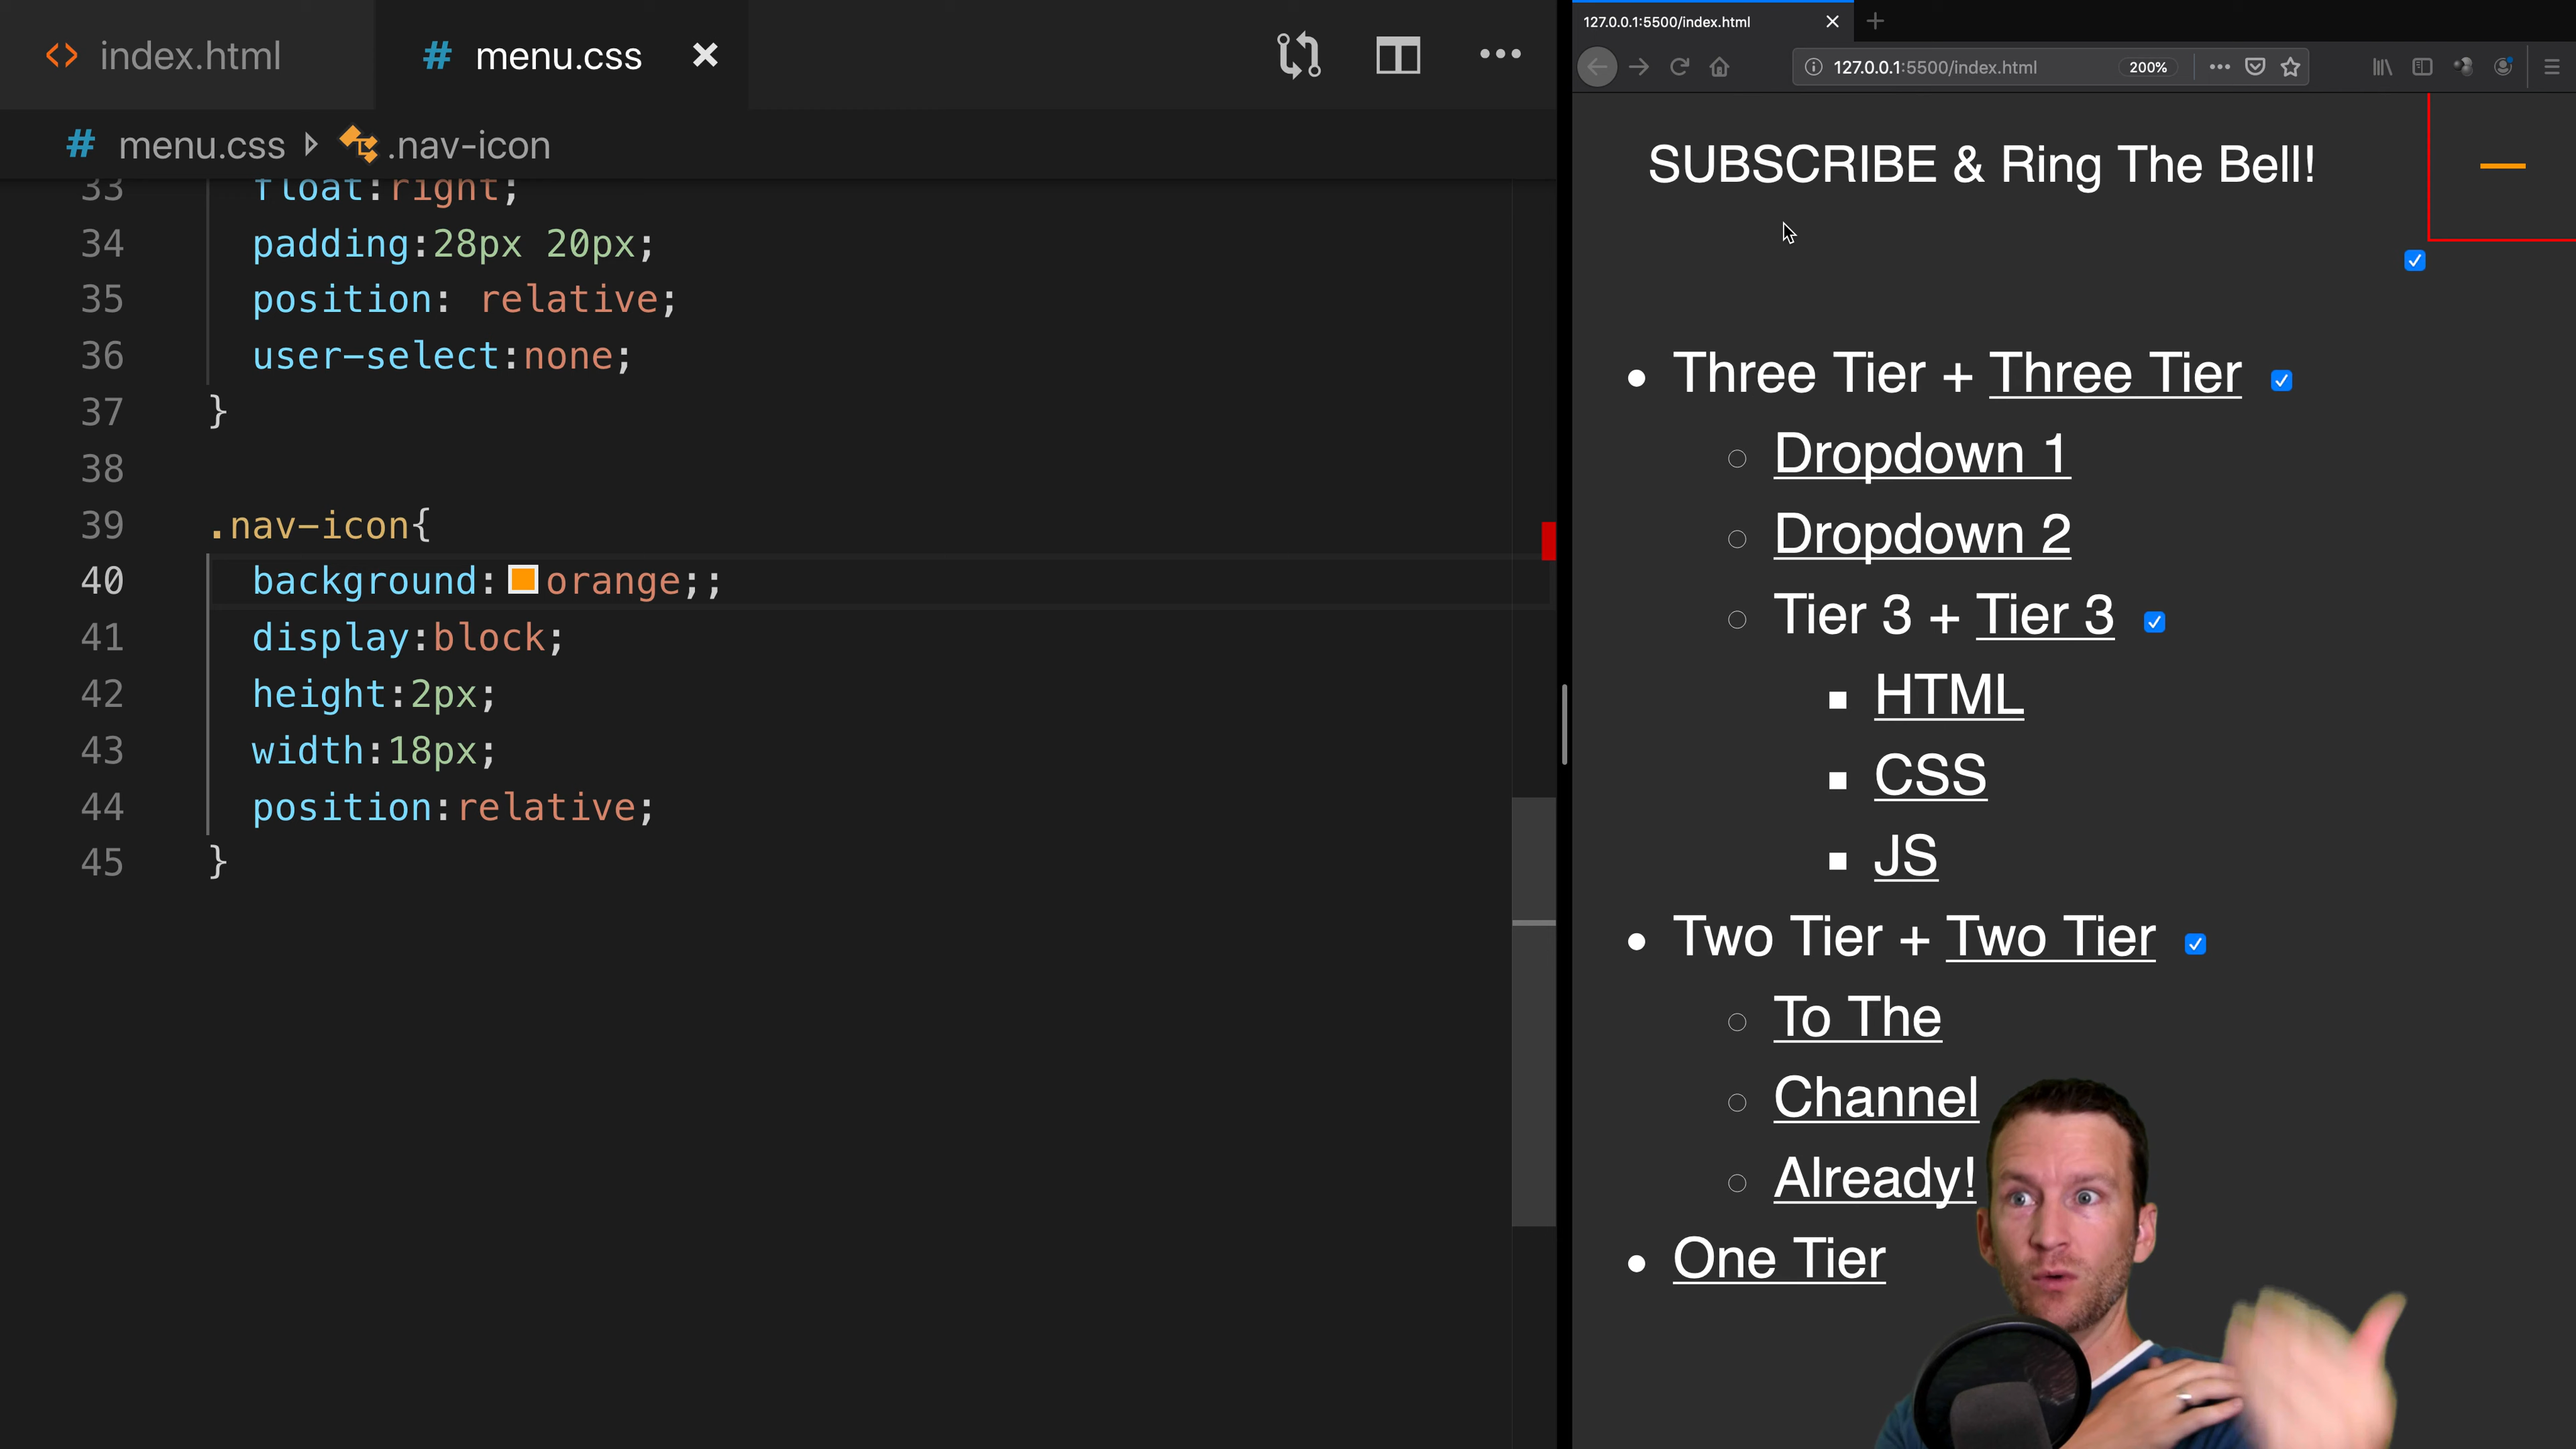 index.html
menu.css
menu.css .nav-icon
33 float:right;
34 padding:28px 20px;
35 position: relative;
36 user-select:none;
37 }
38
39 .nav-icon{
40 background:orange;;
41 display:block;
42 height:2px;
43 width:18px;
44 position:relative;
45 }
127.0.0.1:5500/index.html
127.0.0.1:5500/index.html 200%
SUBSCRIBE & Ring The Bell!
Three Tier + Three Tier
Dropdown 1
Dropdown 2
Tier 3 + Tier 3
HTML
CSS
JS
Two Tier + Two Tier
To The
Channel
Already!
One Tier